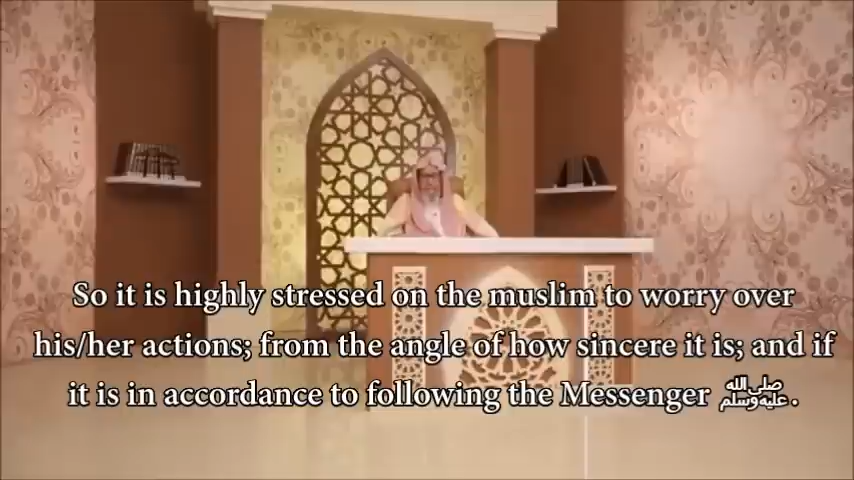 So it is highly stressed on the muslim to worry over
his/her actions; from the angle of how sincere it is; and if
it is in accordance to following the Messenger ﷺ.